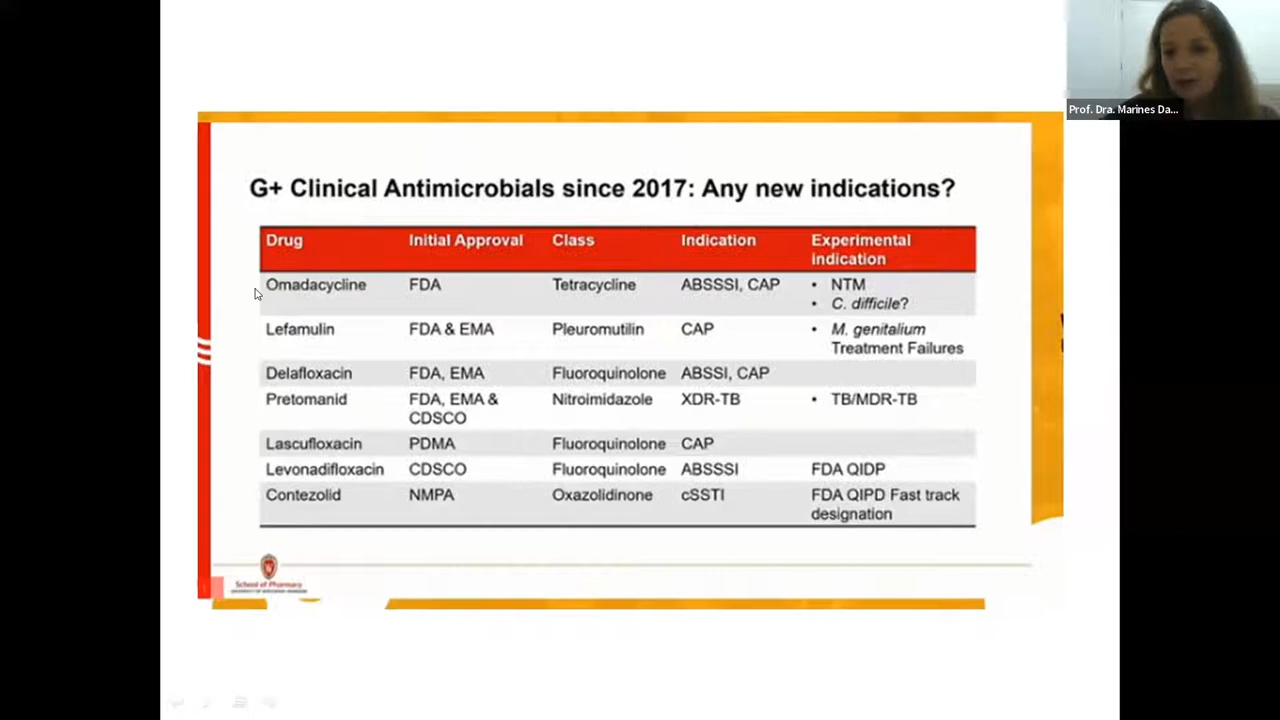 Prof. Dra. Marines Da...
G+ Clinical Antimicrobials since 2017: Any new indications?
Drug Initial Approval Class Indication Experimental indication
Omadacycline FDA Tetracycline ABSSSI, CAP • NTM
• C. difficile?
Lefamulin FDA & EMA Pleuromutilin CAP • M. genitalium
Treatment Failures
Delafloxacin FDA, EMA Fluoroquinolone ABSSI, CAP
Pretomanid FDA, EMA & Nitroimidazole XDR-TB • TB/MDR-TB
CDSCO
Lascufloxacin PDMA Fluoroquinolone CAP
Levonadifloxacin CDSCO Fluoroquinolone ABSSSI FDA QIDP
Contezolid NMPA Oxazolidinone cSSTI FDA QIPD Fast track
designation
School of Pharmacy